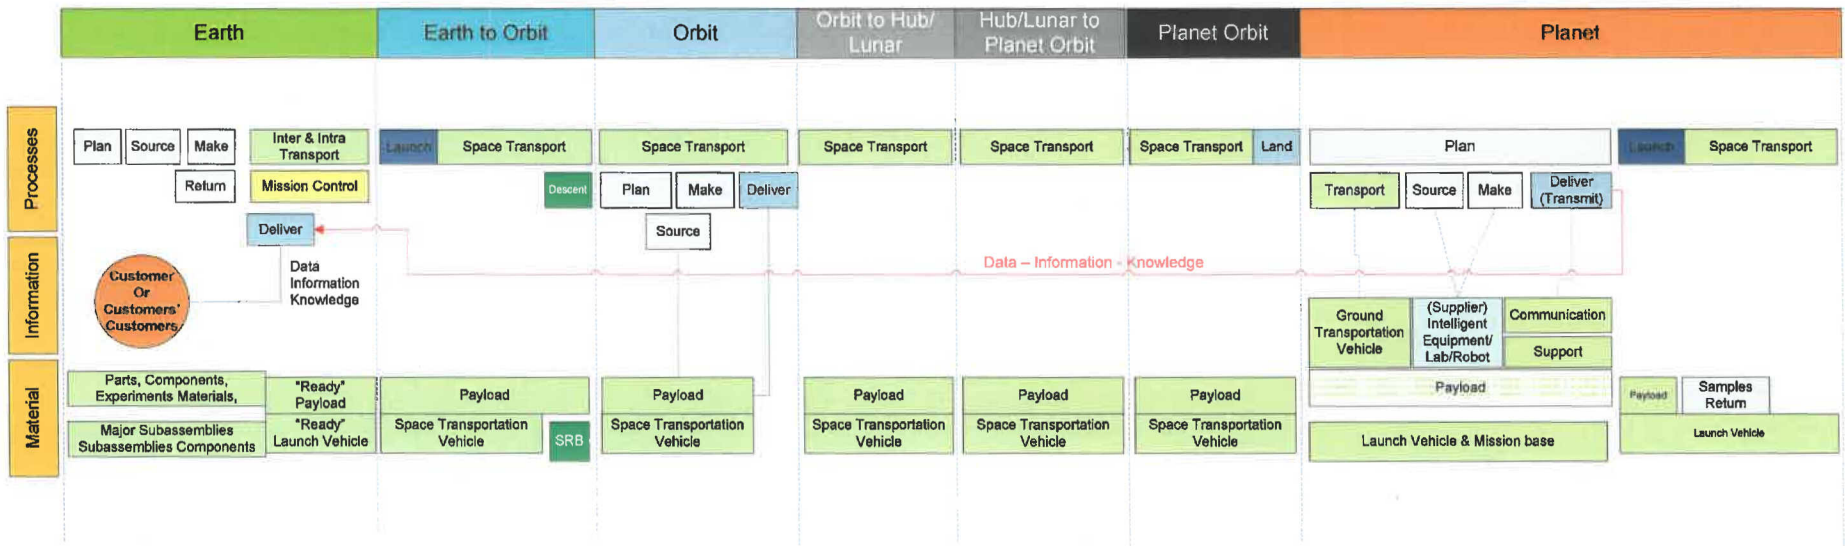 Earth
Earth to Orbit
Orbit
Orbit to Hub/
Lunar
Hub/Lunar to
Planet Orbit
Planet Orbit
Planet
Processes
Plan
Source
Make
Inter & Intra
Transport
Launch
Space Transport
Space Transport
Space Transport
Space Transport
Space Transport
Land
Plan
Launch
Space Transport
Return
Mission Control
Descent
Plan
Make
Deliver
Transport
Source
Make
Deliver
(Transmit)
Deliver
Source
Information
Customer
Or
Customers'
Customers
Data
Information
Knowledge
Data – Information - Knowledge
Ground
Transportation
Vehicle
(Supplier)
Intelligent
Equipment/
Lab/Robot
Communication
Support
Material
Parts, Components,
Experiments Materials,
"Ready"
Payload
Payload
Payload
Payload
Payload
Payload
Payload
Payload
Samples
Return
Major Subassemblies
Subassemblies Components
"Ready"
Launch Vehicle
Space Transportation
Vehicle
SRB
Space Transportation
Vehicle
Space Transportation
Vehicle
Space Transportation
Vehicle
Space Transportation
Vehicle
Launch Vehicle & Mission base
Launch Vehicle